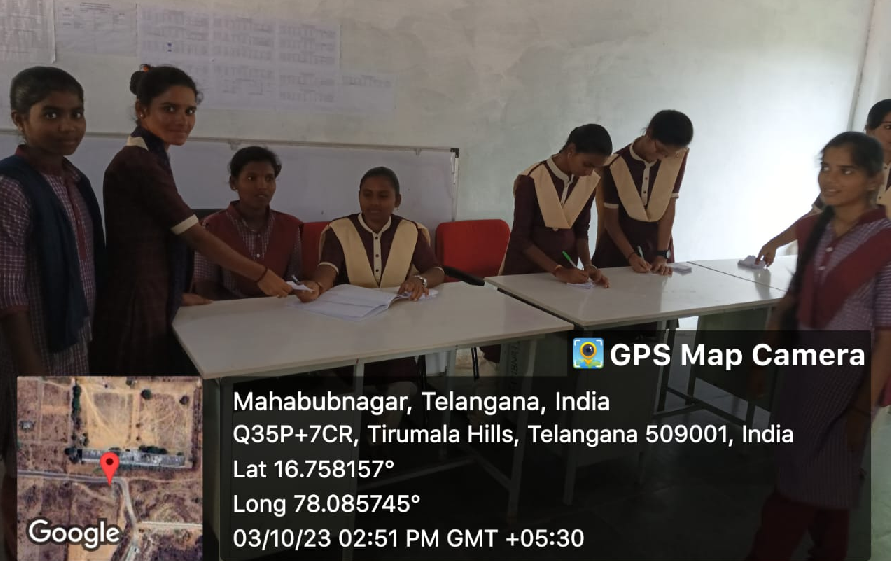 GPS Map Camera
Mahabubnagar, Telangana, India
Q35P+7CR, Tirumala Hills, Telangana 509001, India
Lat 16.758157°
Long 78.085745°
03/10/23 02:51 PM GMT +05:30
Google